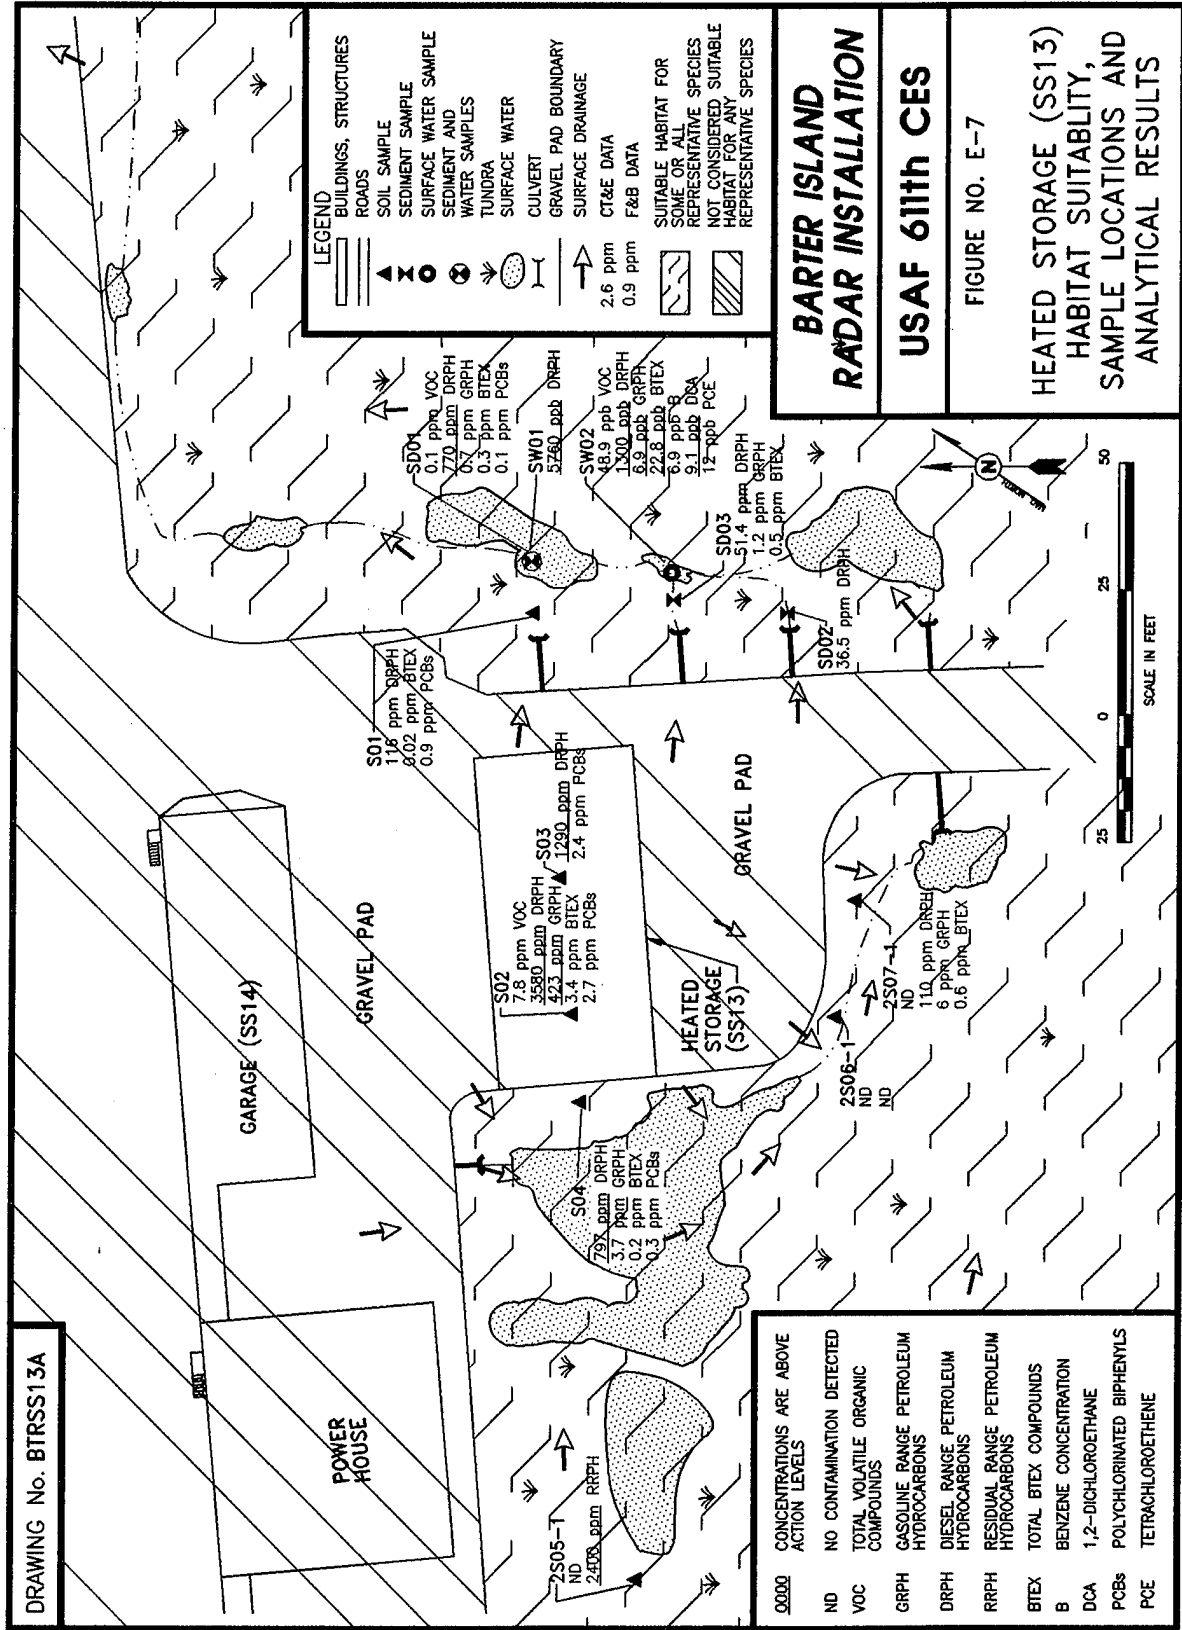 DRAWING No. BTRSS13A
POWER
HOUSE
GARAGE (SS14)
GRAVEL PAD
S01
116 ppm DRPH
0.02 ppm BTEX
0.9 ppm PCBs
S02
7.8 ppm VOC
3580 ppm DRPH
423 ppm GRPH
3.4 ppm BTEX
2.7 ppm PCBs
S03
1290 ppm DRPH
2.4 ppm PCBs
HEATED
STORAGE
(SS13)
GRAVEL PAD
S04
797 ppm DRPH
3.7 ppm GRPH
0.2 ppm BTEX
0.3 ppm PCBs
2S05-1
ND
2400 ppm RRPH
2S06-1
ND
ND
2S07-1
ND
110 ppm DRPH
6 ppm GRPH
0.6 ppm BTEX
SD01
0.1 ppm VOC
770 ppm DRPH
0.7 ppm GRPH
0.3 ppm BTEX
0.1 ppm PCBs
SW01
5760 ppb DRPH
SW02
48.9 ppb VOC
1300 ppb DRPH
6.9 ppb GRPH
22.8 ppb BTEX
6.9 ppb B
9.1 ppb DCA
12 ppb PCE
SD03
51.4 ppm DRPH
1.2 ppm GRPH
0.5 ppm BTEX
SD02
36.5 ppm DRPH
LEGEND
BUILDINGS, STRUCTURES
ROADS
SOIL SAMPLE
SEDIMENT SAMPLE
SURFACE WATER SAMPLE
SEDIMENT AND
WATER SAMPLES
TUNDRA
SURFACE WATER
CULVERT
GRAVEL PAD BOUNDARY
SURFACE DRAINAGE
2.6 ppm CT&E DATA
0.9 ppm F&B DATA
SUITABLE HABITAT FOR
SOME OR ALL
REPRESENTATIVE SPECIES
NOT CONSIDERED SUITABLE
HABITAT FOR ANY
REPRESENTATIVE SPECIES
0000 CONCENTRATIONS ARE ABOVE
ACTION LEVELS
ND NO CONTAMINATION DETECTED
VOC TOTAL VOLATILE ORGANIC
COMPOUNDS
GRPH GASOLINE RANGE PETROLEUM
HYDROCARBONS
DRPH DIESEL RANGE PETROLEUM
HYDROCARBONS
RRPH RESIDUAL RANGE PETROLEUM
HYDROCARBONS
BTEX TOTAL BTEX COMPOUNDS
B BENZENE CONCENTRATION
DCA 1,2-DICHLOROETHANE
PCBs POLYCHLORINATED BIPHENYLS
PCE TETRACHLOROETHENE
N
25 0 25 50
SCALE IN FEET
BARTER ISLAND
RADAR INSTALLATION
USAF 611th CES
FIGURE NO. E-7
HEATED STORAGE (SS13)
HABITAT SUITABLITY,
SAMPLE LOCATIONS AND
ANALYTICAL RESULTS